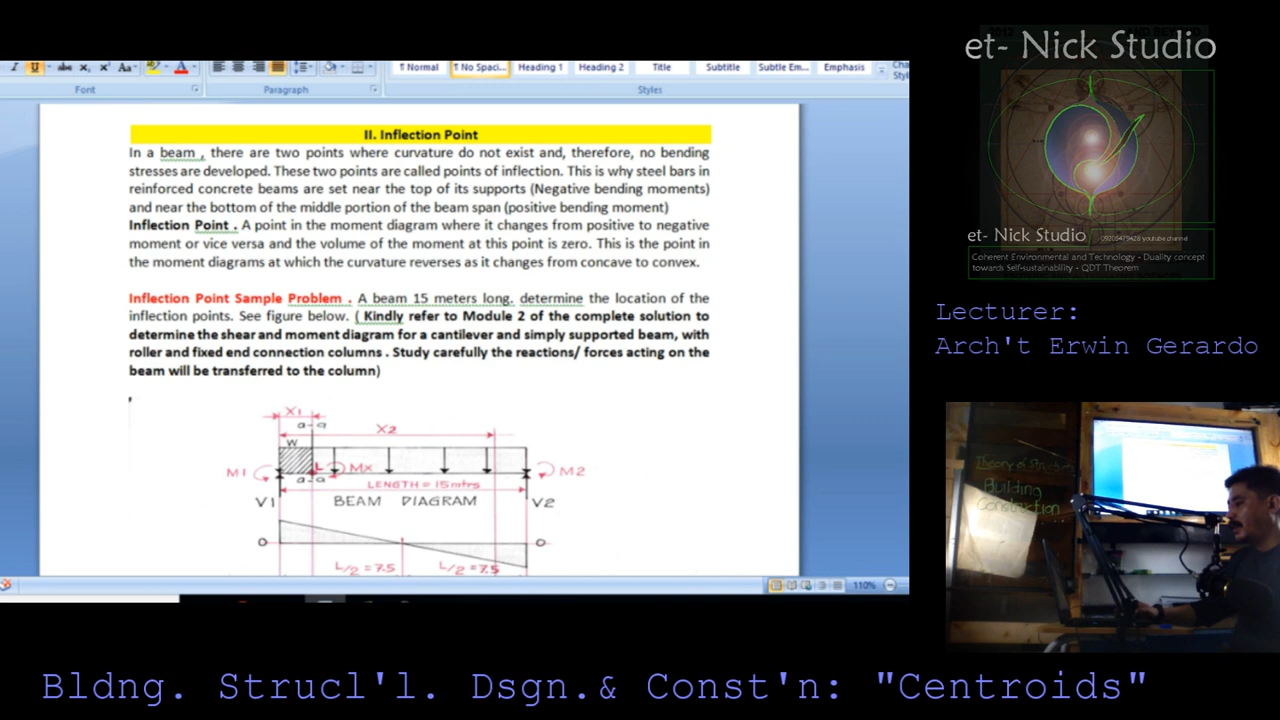 et- Nick Studio
Normal
No Spaci...
Heading 1
Heading 2
Title
Subtitle
Subtle Em...
Emphasis
Font
Paragraph
Styles
II. Inflection Point
In a beam , there are two points where curvature do not exist and, therefore, no bending
stresses are developed. These two points are called points of inflection. This is why steel bars in
reinforced concrete beams are set near the top of its supports (Negative bending moments)
and near the bottom of the middle portion of the beam span (positive bending moment)
Inflection Point . A point in the moment diagram where it changes from positive to negative
moment or vice versa and the volume of the moment at this point is zero. This is the point in
the moment diagrams at which the curvature reverses as it changes from concave to convex.
Inflection Point Sample Problem . A beam 15 meters long. determine the location of the
inflection points. See figure below. ( Kindly refer to Module 2 of the complete solution to
determine the shear and moment diagram for a cantilever and simply supported beam, with
roller and fixed end connection columns . Study carefully the reactions/ forces acting on the
beam will be transferred to the column)
X1
a-a
X2
W
M1
L
Mx
M2
a-a
LENGTH = 15mtrs
V1
BEAM DIAGRAM
V2
O
O
L/2 = 7.5
L/2 = 7.5
110%
et- Nick Studio
youtube channel
Coherent Environmental and Technology - Duality concept
towards Self-sustainability + QDT Theorem
Lecturer:
Arch't Erwin Gerardo
Theory of
Building
Construction
Bldng. Strucl'l. Dsgn.& Const'n: "Centroids"